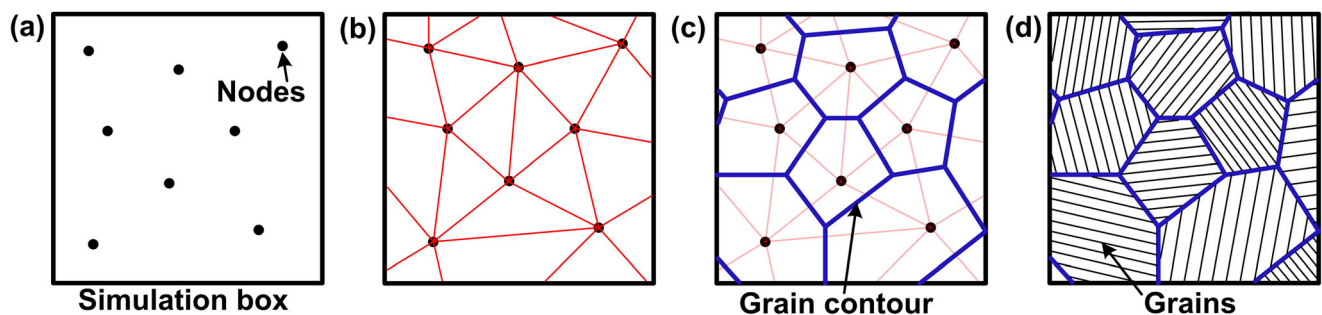 (a)
Nodes
Simulation box
(b)
(c)
Grain contour
(d)
Grains